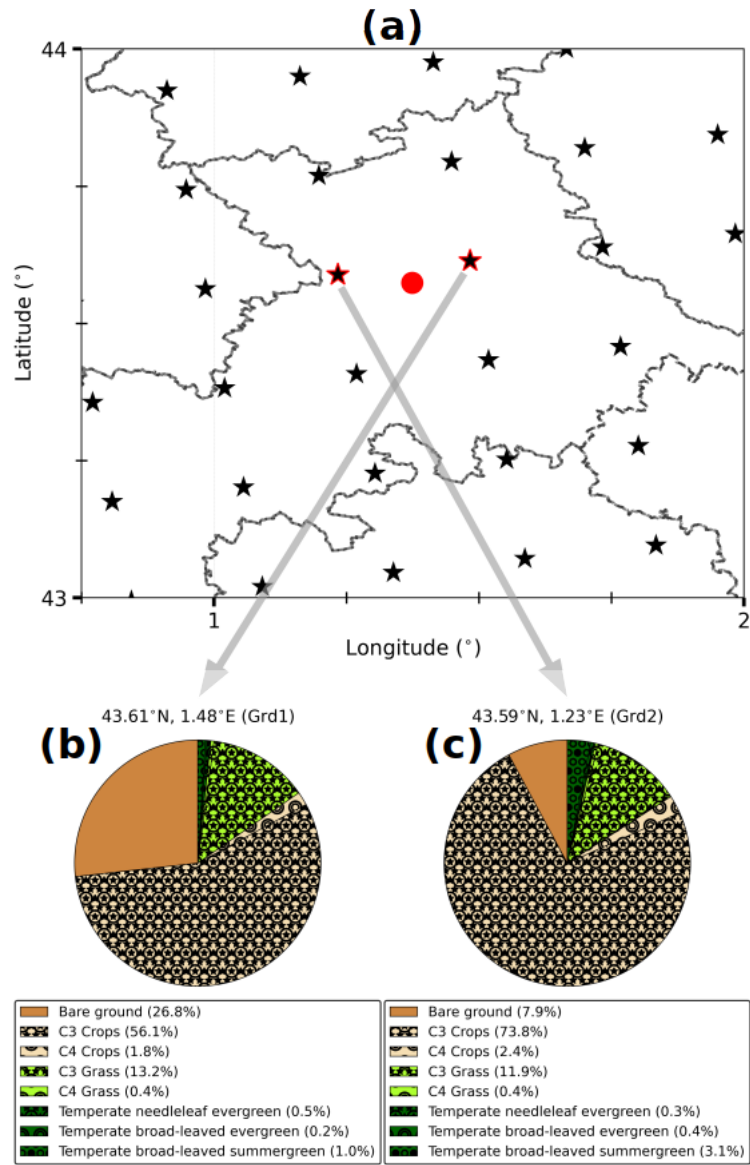 (a)
44
Latitude (°)
43
1
2
Longitude (°)
43.61°N, 1.48°E (Grd1)
43.59°N, 1.23°E (Grd2)
(b)
(c)
Bare ground (26.8%)
C3 Crops (56.1%)
C4 Crops (1.8%)
C3 Grass (13.2%)
C4 Grass (0.4%)
Temperate needleleaf evergreen (0.5%)
Temperate broad-leaved evergreen (0.2%)
Temperate broad-leaved summergreen (1.0%)
Bare ground (7.9%)
C3 Crops (73.8%)
C4 Crops (2.4%)
C3 Grass (11.9%)
C4 Grass (0.4%)
Temperate needleleaf evergreen (0.3%)
Temperate broad-leaved evergreen (0.4%)
Temperate broad-leaved summergreen (3.1%)